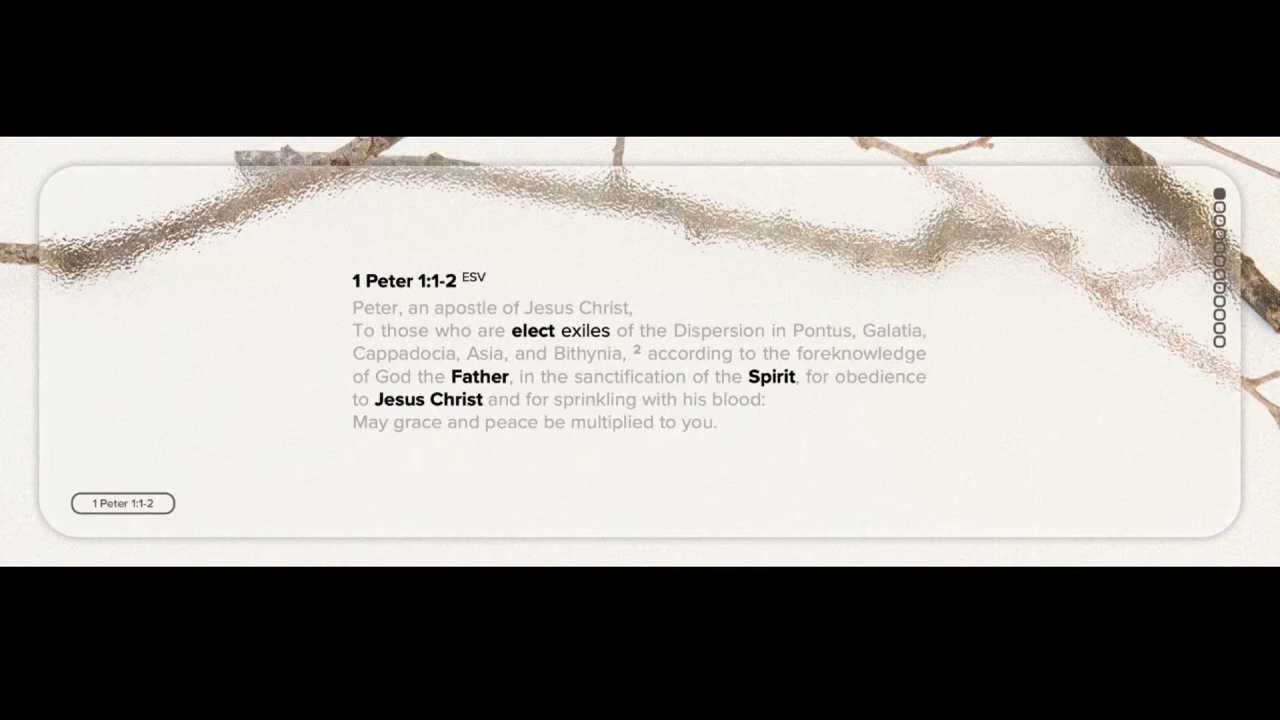 1 Peter 1:1-2 ESV
Peter, an apostle of Jesus Christ,
To those who are elect exiles of the Dispersion in Pontus, Galatia,
Cappadocia, Asia, and Bithynia, 2 according to the foreknowledge
of God the Father, in the sanctification of the Spirit, for obedience
to Jesus Christ and for sprinkling with his blood:
May grace and peace be multiplied to you.
1 Peter 1:1-2